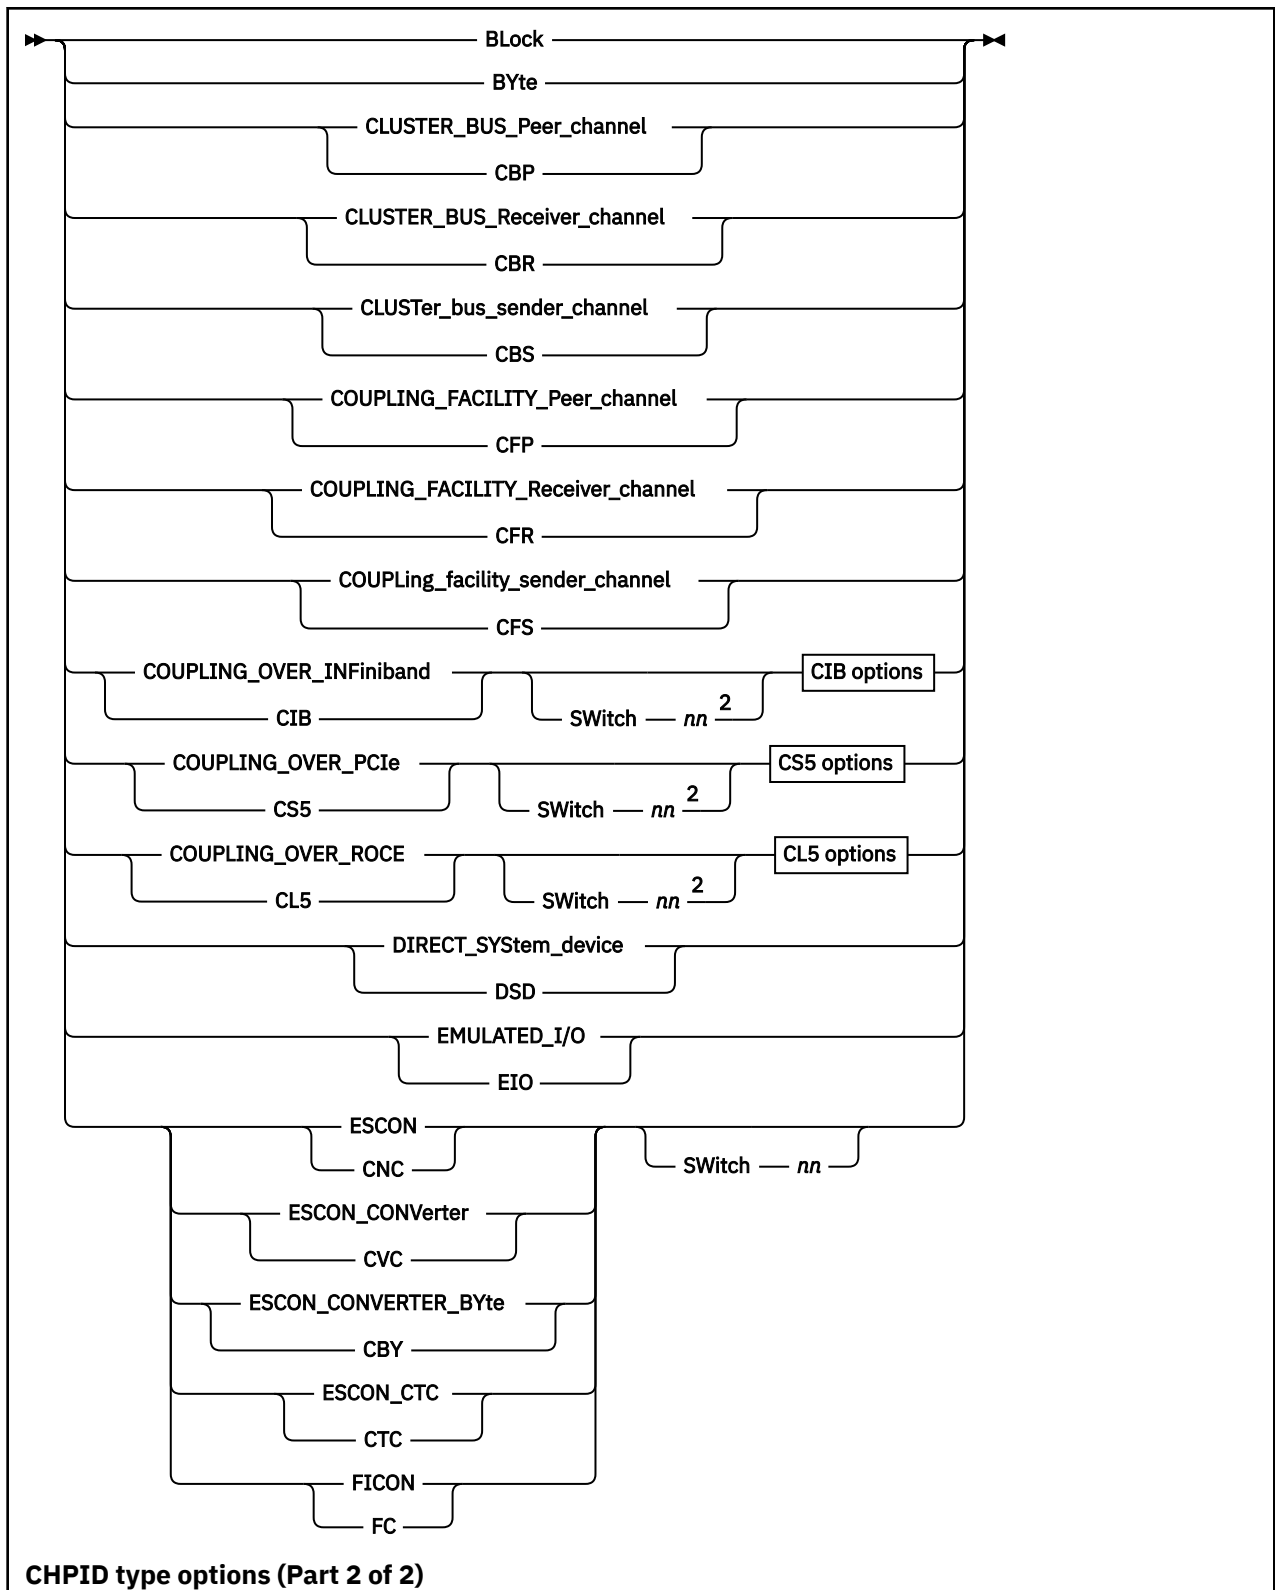 BLock
BYte
CLUSTER_BUS_Peer_channel
CBP
CLUSTER_BUS_Receiver_channel
CBR
CLUSTer_bus_sender_channel
CBS
COUPLING_FACILITY_Peer_channel
CFP
COUPLING_FACILITY_Receiver_channel
CFR
COUPLing_facility_sender_channel
CFS
COUPLING_OVER_INFiniband CIB options
CIB SWitch nn 2
COUPLING_OVER_PCIe CS5 options
CS5 SWitch nn 2
COUPLING_OVER_ROCE CL5 options
CL5 SWitch nn 2
DIRECT_SYStem_device
DSD
EMULATED_I/O
EIO
ESCON
CNC SWitch nn
ESCON_CONVerter
CVC
ESCON_CONVERTER_BYte
CBY
ESCON_CTC
CTC
FICON
FC
CHPID type options (Part 2 of 2)